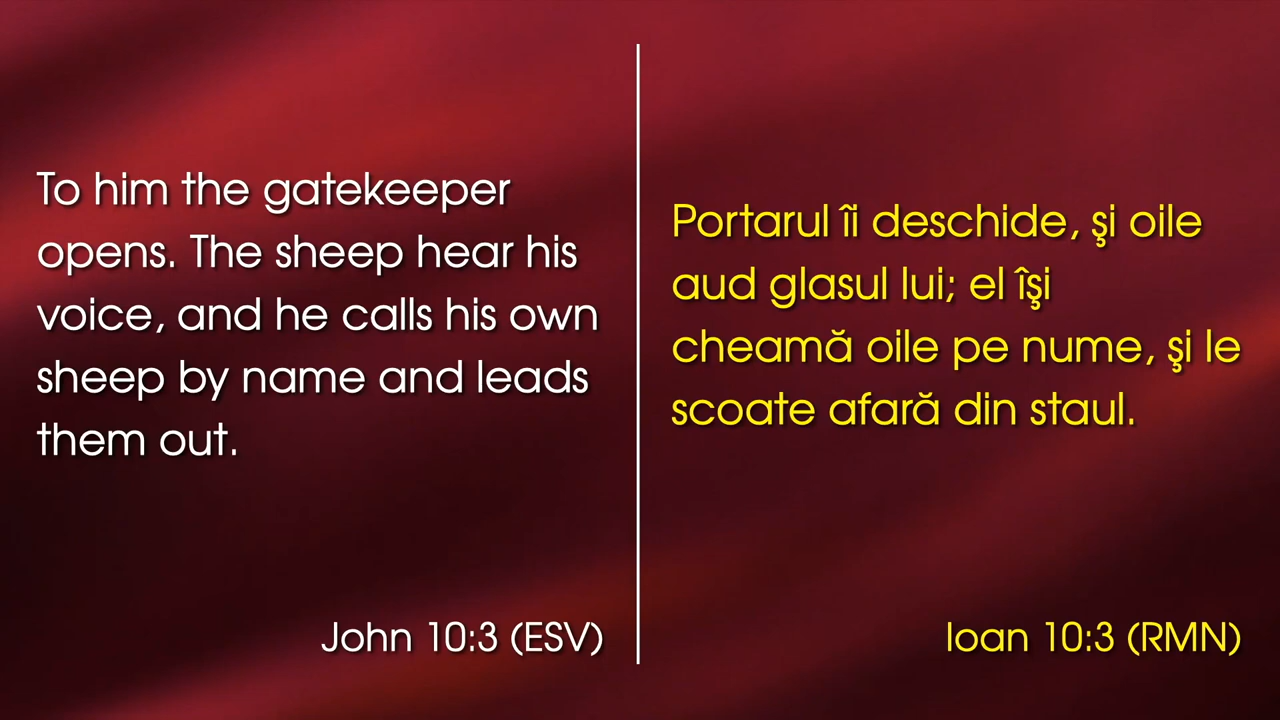 To him the gatekeeper
opens. The sheep hear his
voice, and he calls his own
sheep by name and leads
them out.
John 10:3 (ESV)
Portarul îi deschide, şi oile
aud glasul lui; el îşi
cheamă oile pe nume, şi le
scoate afară din staul.
Ioan 10:3 (RMN)